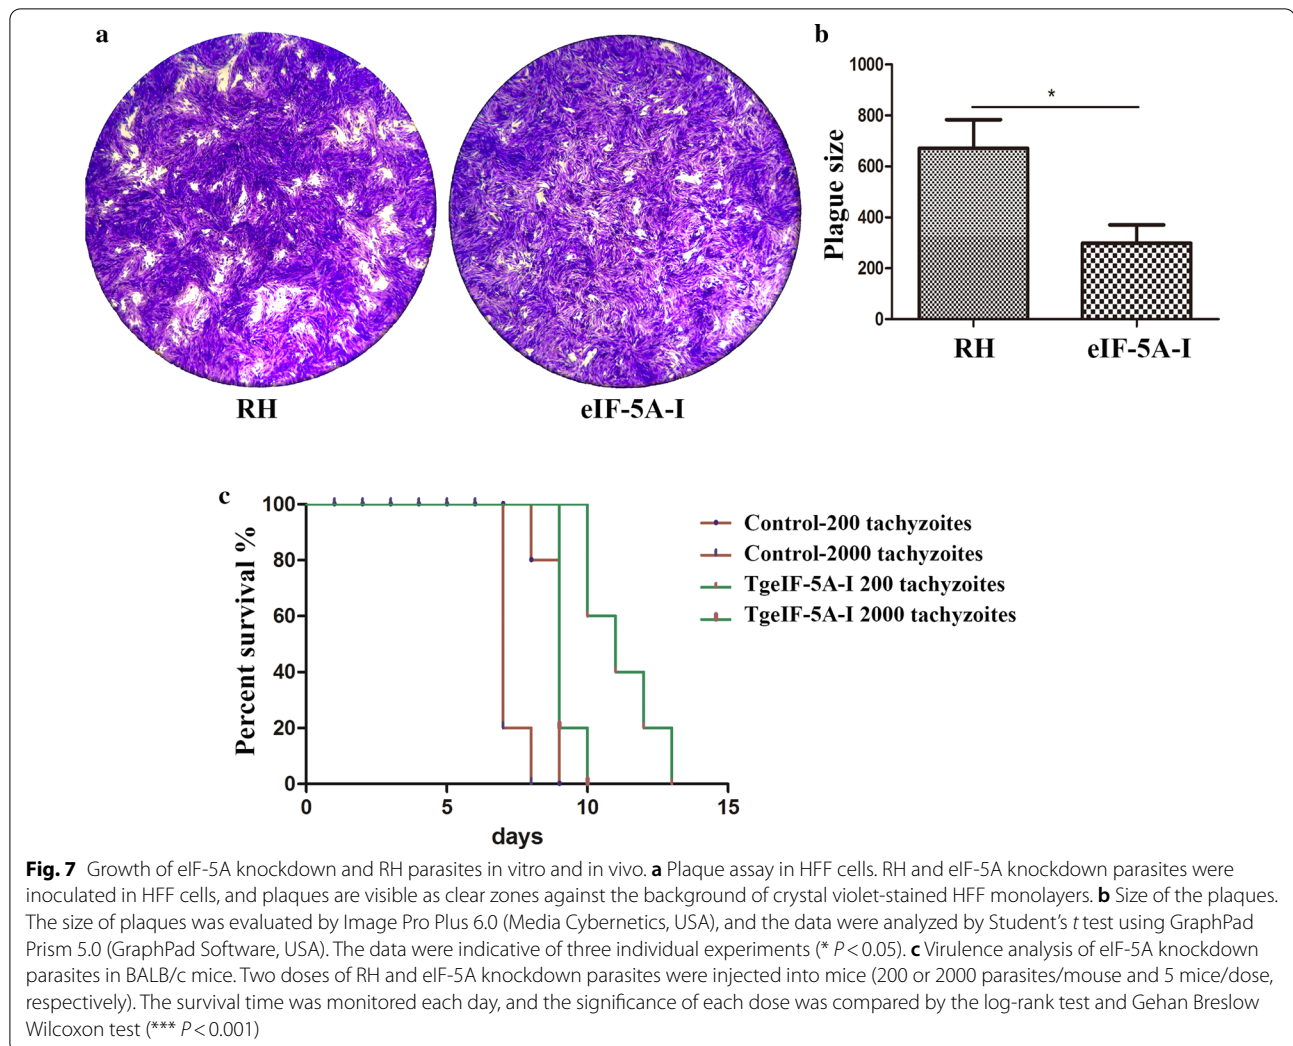 a
b
1000
800
600
400
200
0
Plague size
*
RH
eIF-5A-I
RH
eIF-5A-I
c
100
80
60
40
20
0
Percent survival %
0
5
10
15
days
Control-200 tachyzoites
Control-2000 tachyzoites
TgeIF-5A-I 200 tachyzoites
TgeIF-5A-I 2000 tachyzoites
Fig. 7 Growth of eIF-5A knockdown and RH parasites in vitro and in vivo. a Plaque assay in HFF cells. RH and eIF-5A knockdown parasites were
inoculated in HFF cells, and plaques are visible as clear zones against the background of crystal violet-stained HFF monolayers. b Size of the plaques.
The size of plaques was evaluated by Image Pro Plus 6.0 (Media Cybernetics, USA), and the data were analyzed by Student's t test using GraphPad
Prism 5.0 (GraphPad Software, USA). The data were indicative of three individual experiments (* P < 0.05). c Virulence analysis of eIF-5A knockdown
parasites in BALB/c mice. Two doses of RH and eIF-5A knockdown parasites were injected into mice (200 or 2000 parasites/mouse and 5 mice/dose,
respectively). The survival time was monitored each day, and the significance of each dose was compared by the log-rank test and Gehan Breslow
Wilcoxon test (*** P < 0.001)